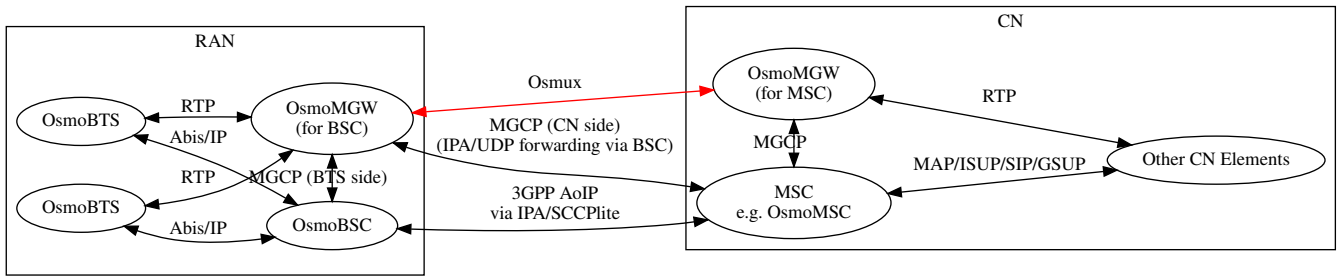 RAN
CN
OsmoBTS
RTP
OsmoMGW
(for BSC)
Osmux
OsmoMGW
(for MSC)
RTP
Abis/IP
MGCP (CN side)
(IPA/UDP forwarding via BSC)
MGCP
Other CN Elements
RTP
MGCP (BTS side)
MAP/ISUP/SIP/GSUP
OsmoBTS
Abis/IP
OsmoBSC
3GPP AoIP
via IPA/SCCPlite
MSC
e.g. OsmoMSC